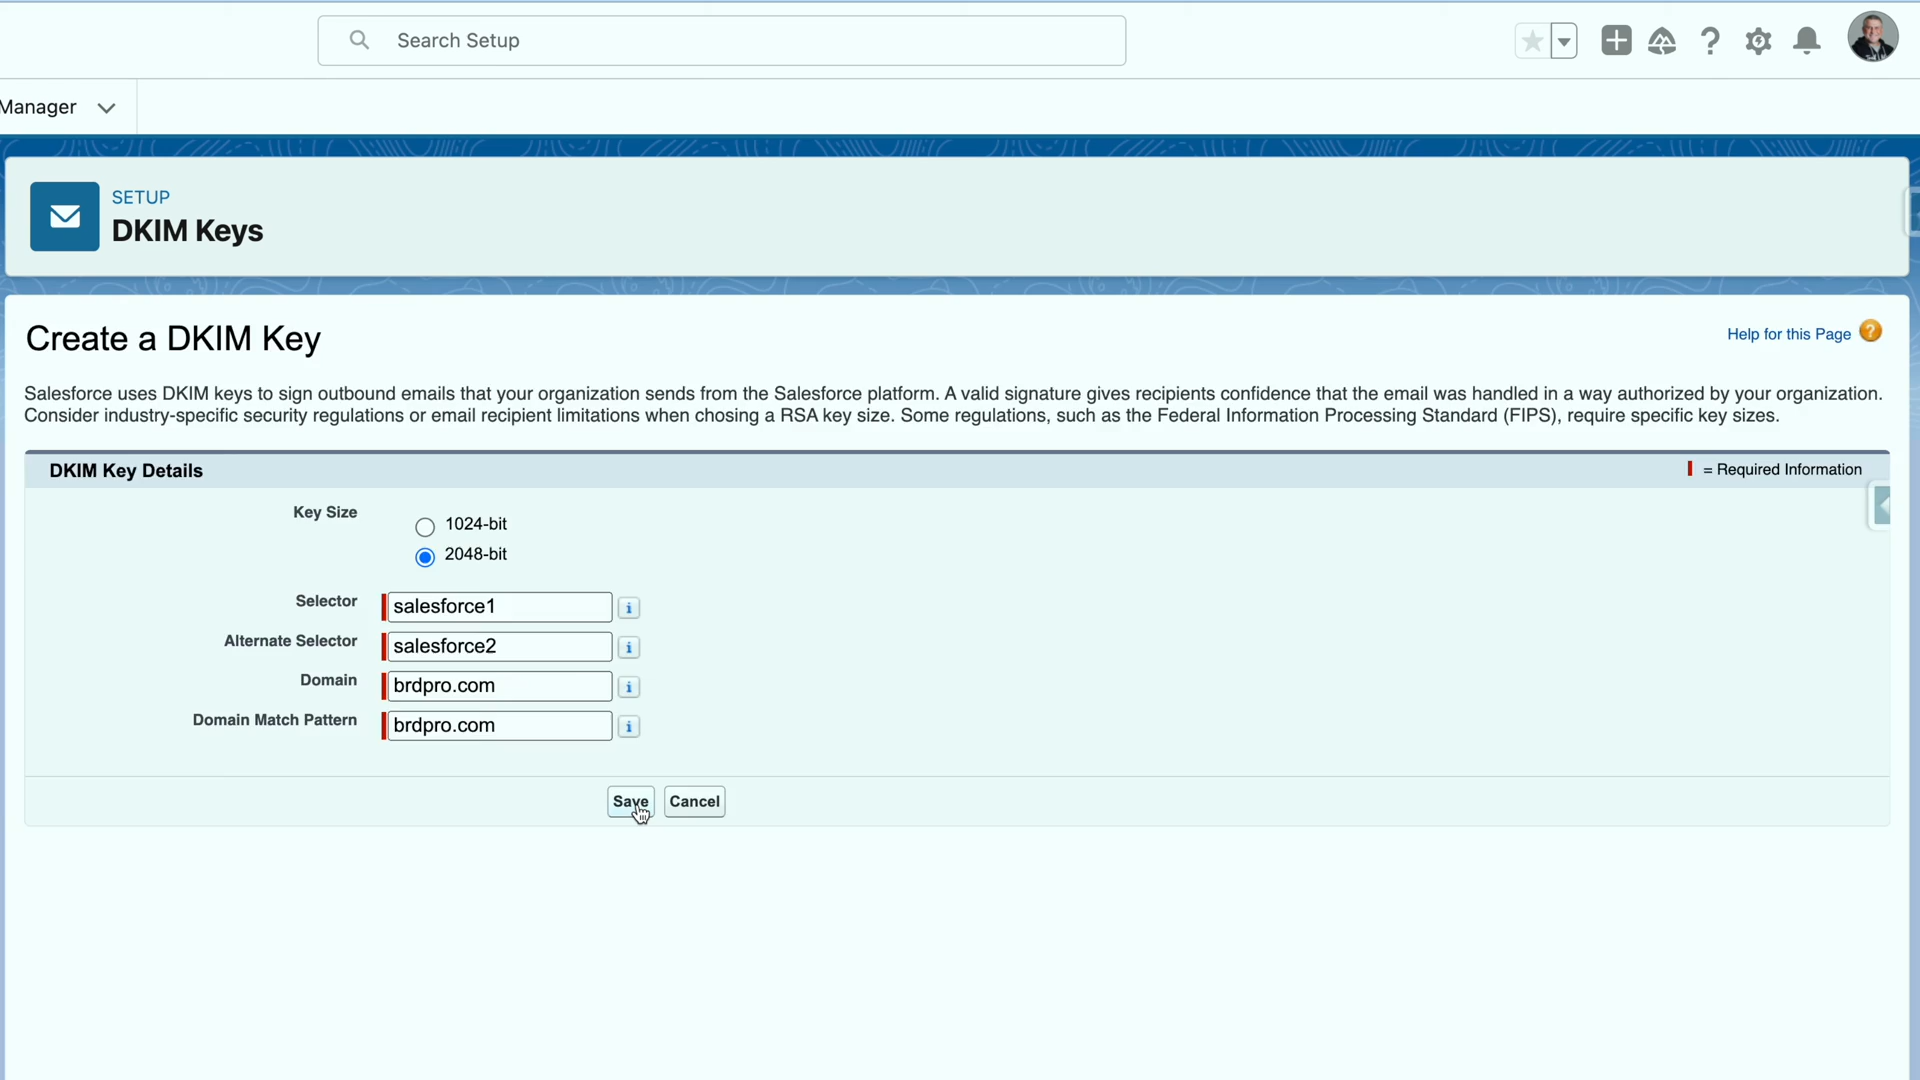 Search Setup
Manager
SETUP
DKIM Keys
Create a DKIM Key
Help for this Page
Salesforce uses DKIM keys to sign outbound emails that your organization sends from the Salesforce platform. A valid signature gives recipients confidence that the email was handled in a way authorized by your organization.
Consider industry-specific security regulations or email recipient limitations when choosing a RSA key size. Some regulations, such as the Federal Information Processing Standard (FIPS), require specific key sizes.
DKIM Key Details
= Required Information
Key Size
1024-bit
2048-bit
Selector salesforce1
Alternate Selector salesforce2
Domain brdpro.com
Domain Match Pattern brdpro.com
Save Cancel